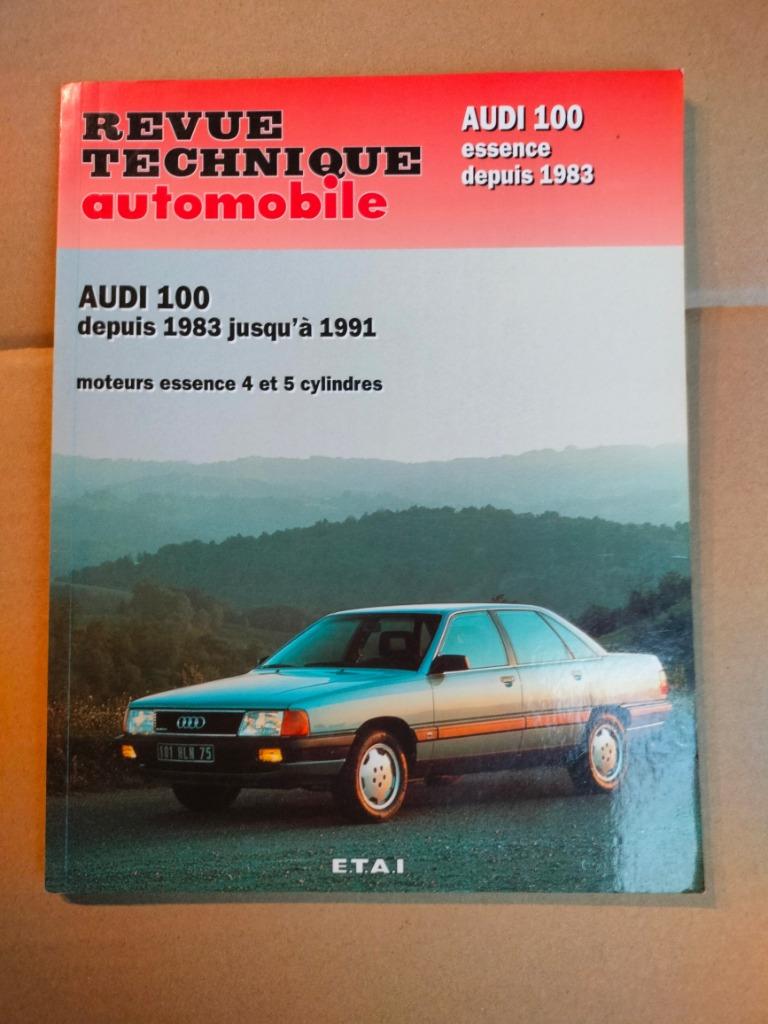 REVUE
TECHNIQUE
automobile
AUDI 100
essence
depuis 1983
AUDI 100
depuis 1983 jusqu'à 1991
moteurs essence 4 et 5 cylindres
101 HLN 75
E.T.A.I